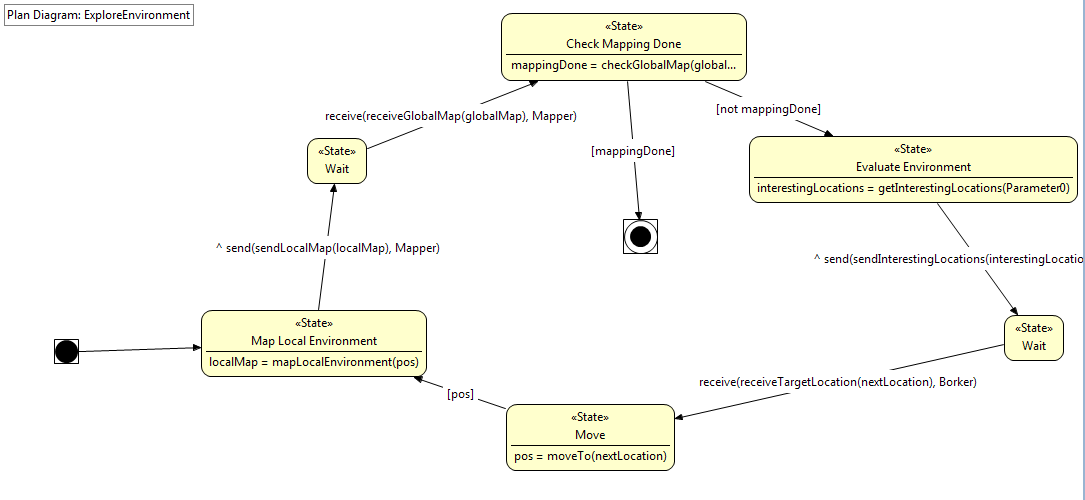 Plan Diagram: ExploreEnvironment
«State»
Check Mapping Done
mappingDone = checkGlobalMap(global...
[not mappingDone]
receive(receiveGlobalMap(globalMap), Mapper)
[mappingDone]
«State»
Wait
«State»
Evaluate Environment
interestingLocations = getInterestingLocations(Parameter0)
^ send(sendLocalMap(localMap), Mapper)
^ send(sendInterestingLocations(interestingLocatio
«State»
Map Local Environment
localMap = mapLocalEnvironment(pos)
«State»
Wait
receive(receiveTargetLocation(nextLocation), Borker)
[pos]
«State»
Move
pos = moveTo(nextLocation)